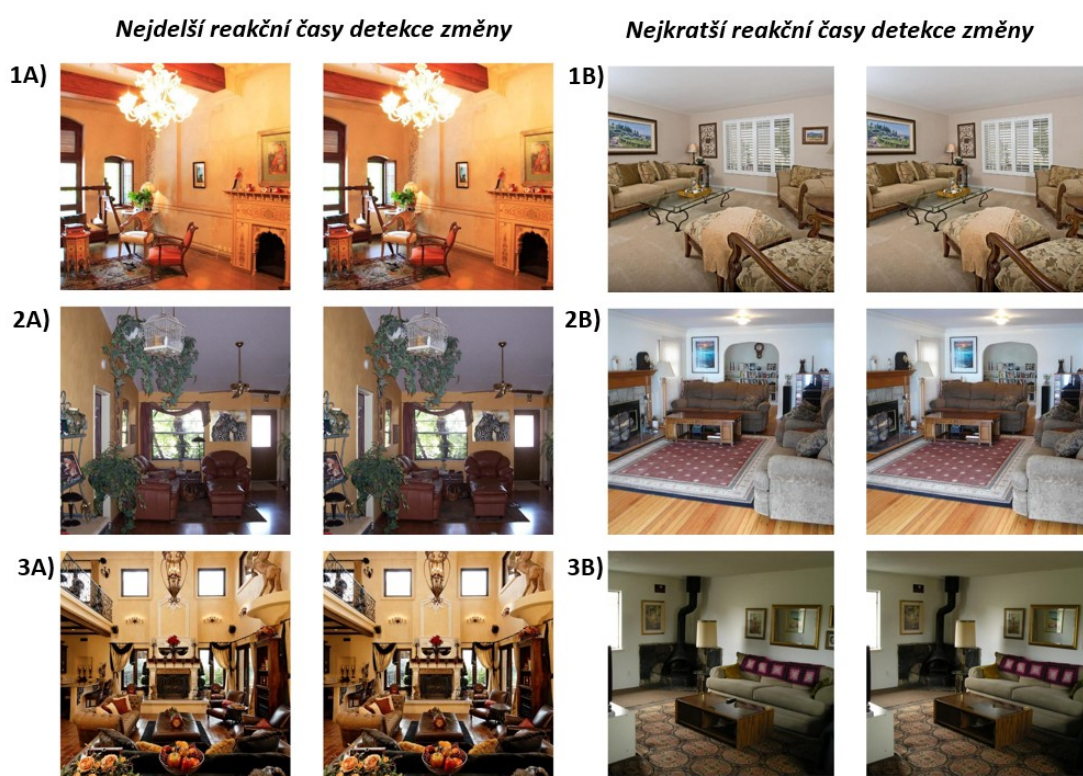 Nejdelší reakční časy detekce změny
Nejkratší reakční časy detekce změny
1A)
1B)
2A)
2B)
3A)
3B)